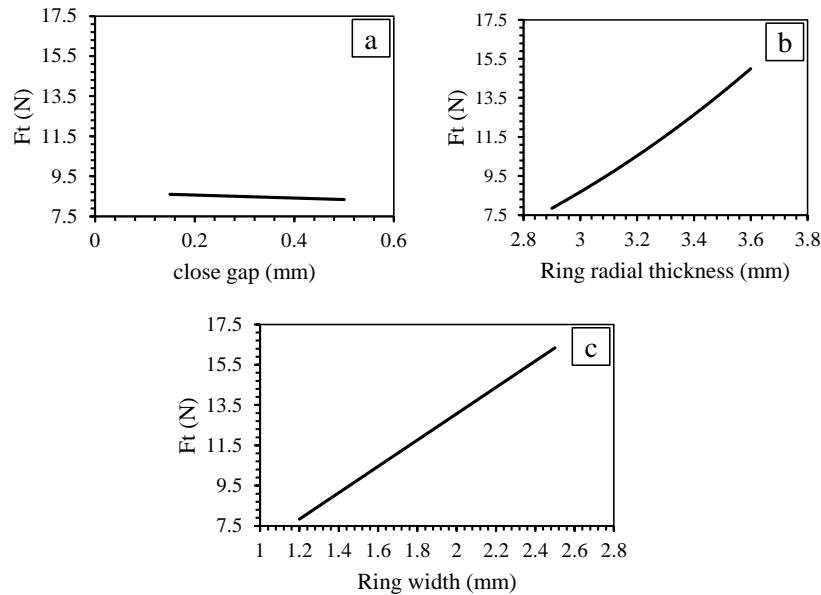 a
17.5
15.5
13.5
11.5
9.5
7.5
Ft (N)
0 0.2 0.4 0.6
close gap (mm)
b
17.5
15.5
13.5
11.5
9.5
7.5
Ft (N)
2.8 3 3.2 3.4 3.6 3.8
Ring radial thickness (mm)
c
17.5
15.5
13.5
11.5
9.5
7.5
Ft (N)
1 1.2 1.4 1.6 1.8 2 2.2 2.4 2.6 2.8
Ring width (mm)